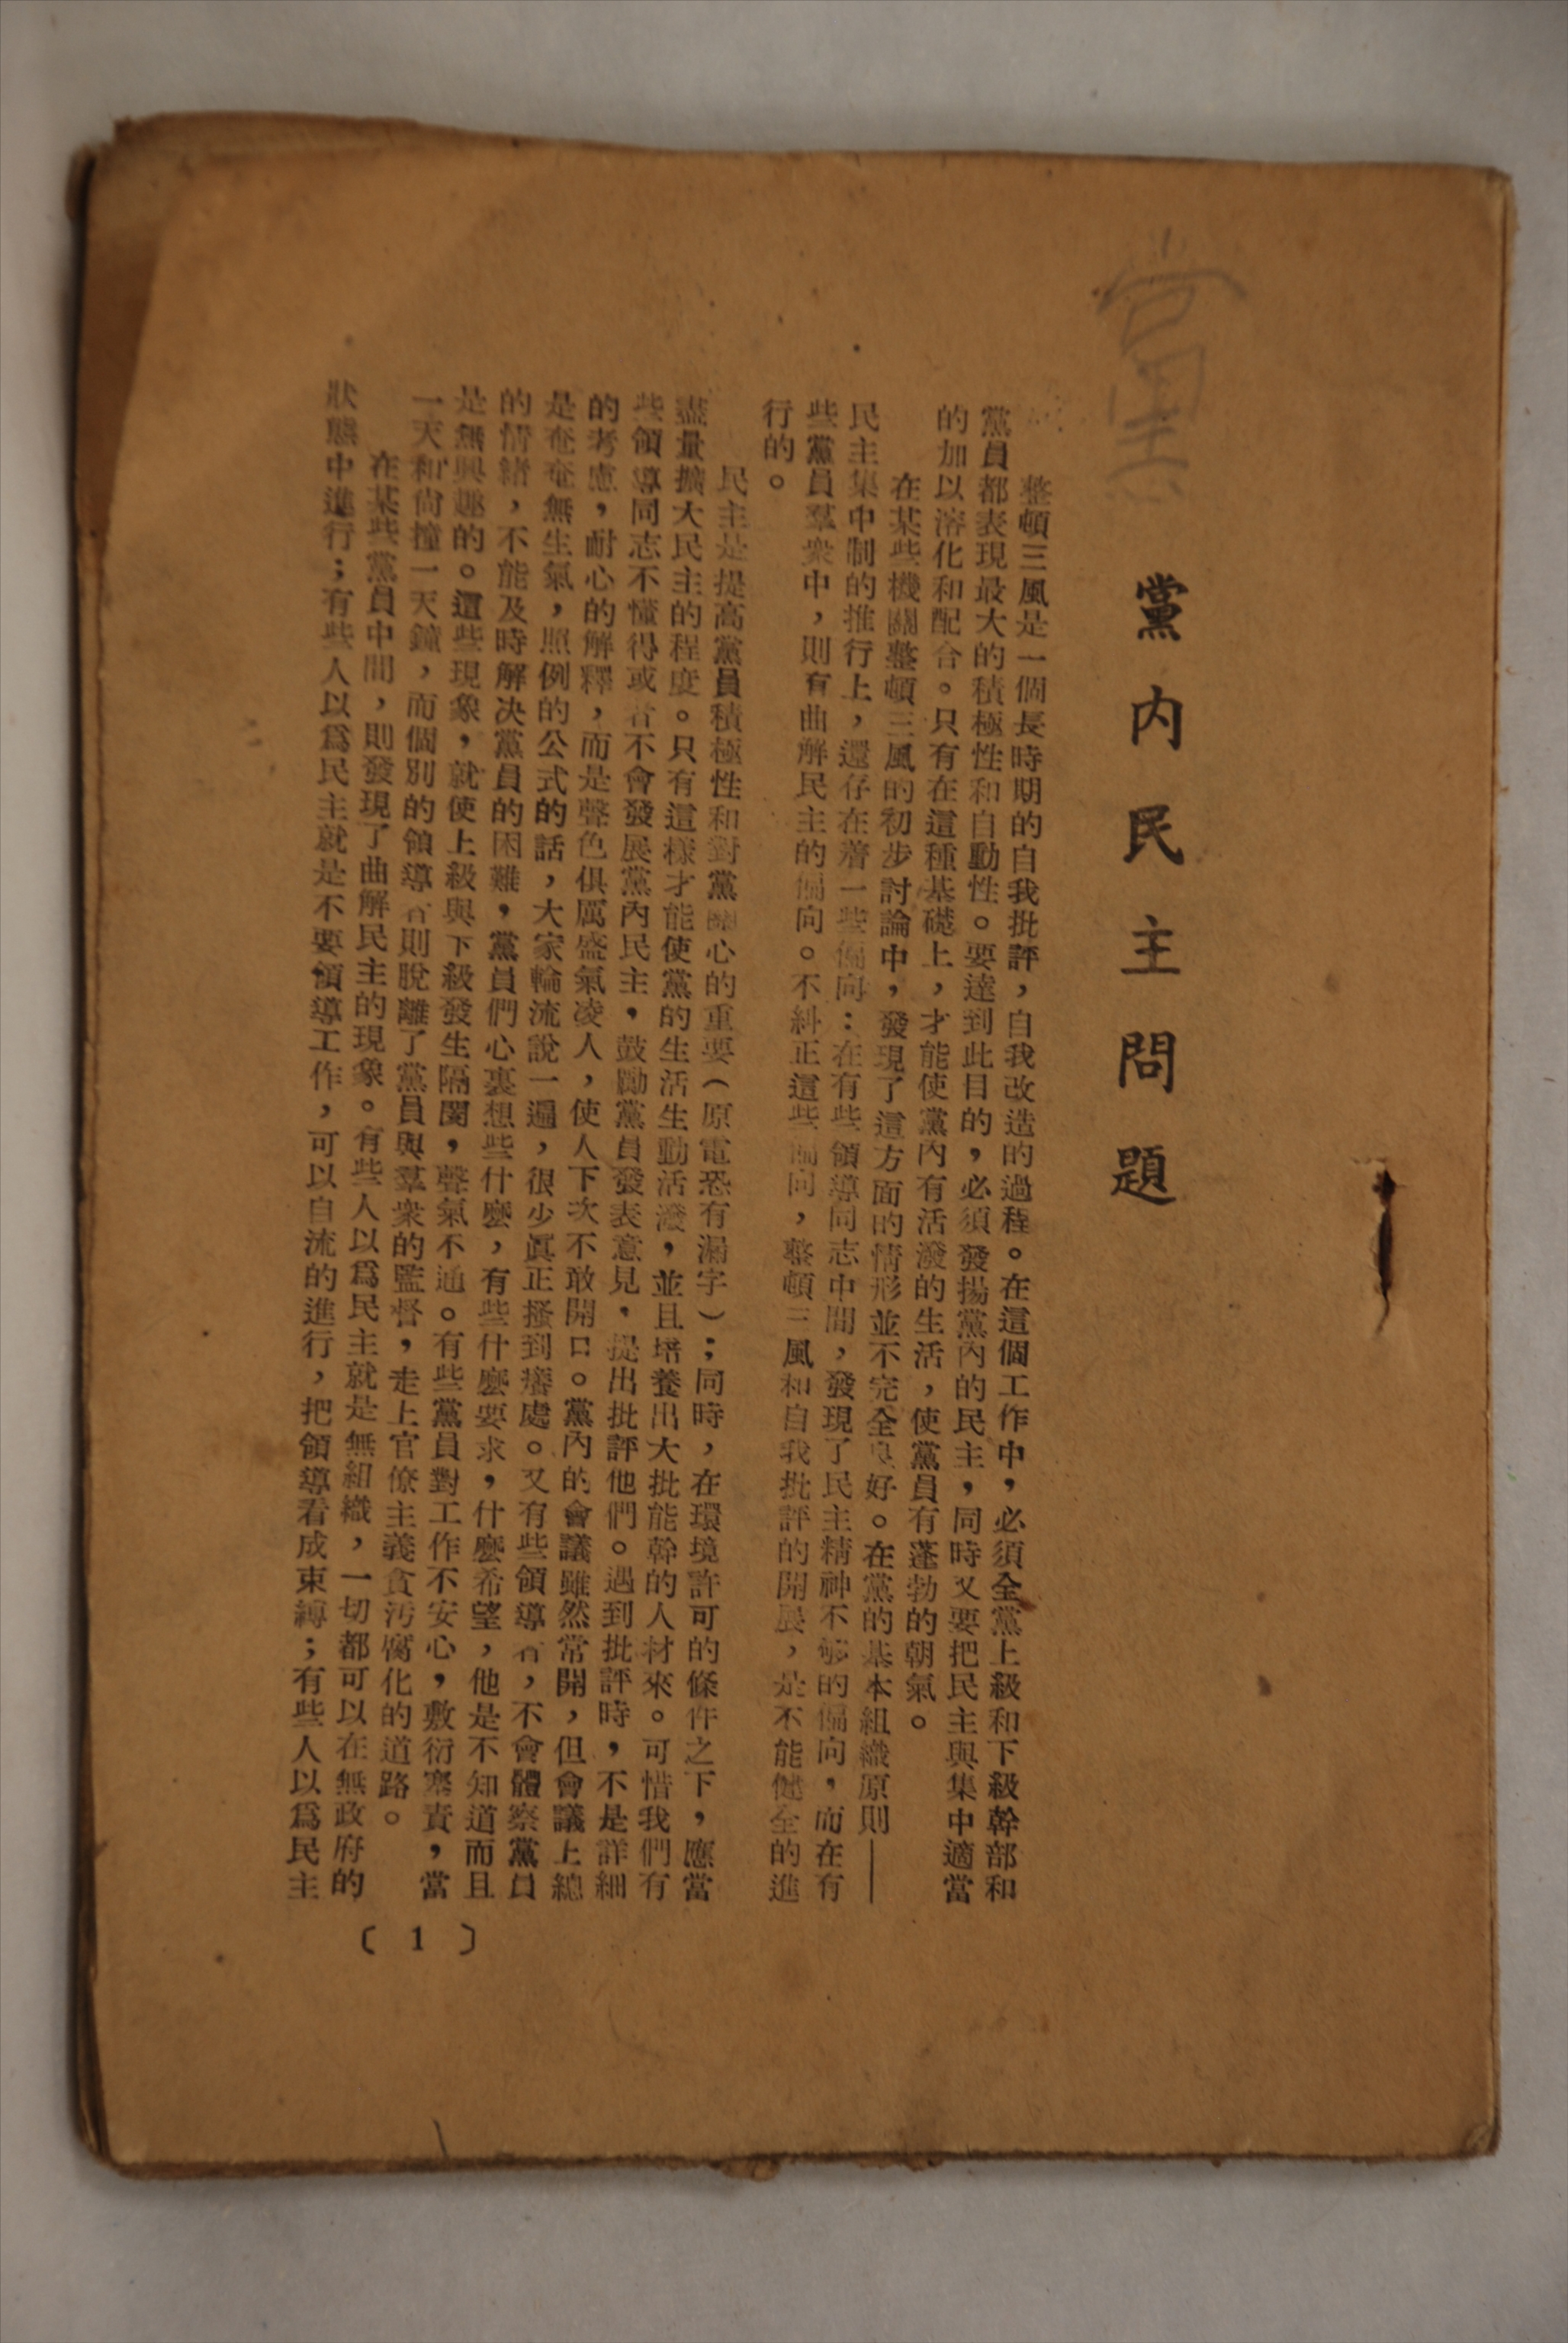 黨
黨內民主問題
整頓三風是一個長時期的自我批評，自我改造的過程。在這個工作中，必須全黨上級和下級幹部和
黨員都表現最大的積極性和自動性。要達到此目的，必須發揚黨內的民主，同時又要把民主與集中適當
的加以溶化和配合。只有在這種基礎上，才能使黨內有活潑的生活，使黨員有蓬勃的朝氣。
在某些機關整頓三風的初步討論中，發現了這方面的情形並不完全良好。在黨的基本組織原則——
民主集中制的推行上，還存在着一些偏向：在有些領導同志中間，發現了民主精神不够的偏向，而在有
些黨員羣衆中，則有曲解民主的偏向。不糾正這些偏向，整頓三風和自我批評的開展，是不能健全的進
行的。
民主是提高黨員積極性和對黨關心的重要（原電恐有漏字）；同時，在環境許可的條件之下，應當
盡量擴大民主的程度。只有這樣才能使黨的生活生動活潑，並且培養出大批能幹的人材來。可惜我們有
些領導同志不懂得或者不會發展黨內民主，鼓勵黨員發表意見，提出批評他們。遇到批評時，不是詳細
的考慮，耐心的解釋，而是聲色俱厲盛氣凌人，使人下次不敢開口。黨內的會議雖然常開，但會議上總
是奄奄無生氣，照例的公式的話，大家輪流說一遍，很少眞正搔到癢處。又有些領導者，不會體察黨員
的情緒，不能及時解决黨員的困難，黨員們心裏想些什麼，有些什麼要求，什麼希望，他是不知道而且
是無興趣的。這些現象，就使上級與下級發生隔閡，聲氣不通。有些黨員對工作不安心，敷衍塞責，當
一天和尙撞一天鐘，而個別的領導者則脫離了黨員與羣衆的監督，走上官僚主義貪污腐化的道路。
在某些黨員中間，則發現了曲解民主的現象。有些人以爲民主就是無組織，一切都可以在無政府的
狀態中進行；有些人以爲民主就是不要領導工作，可以自流的進行，把領導看成束縛；有些人以爲民主
〔1〕